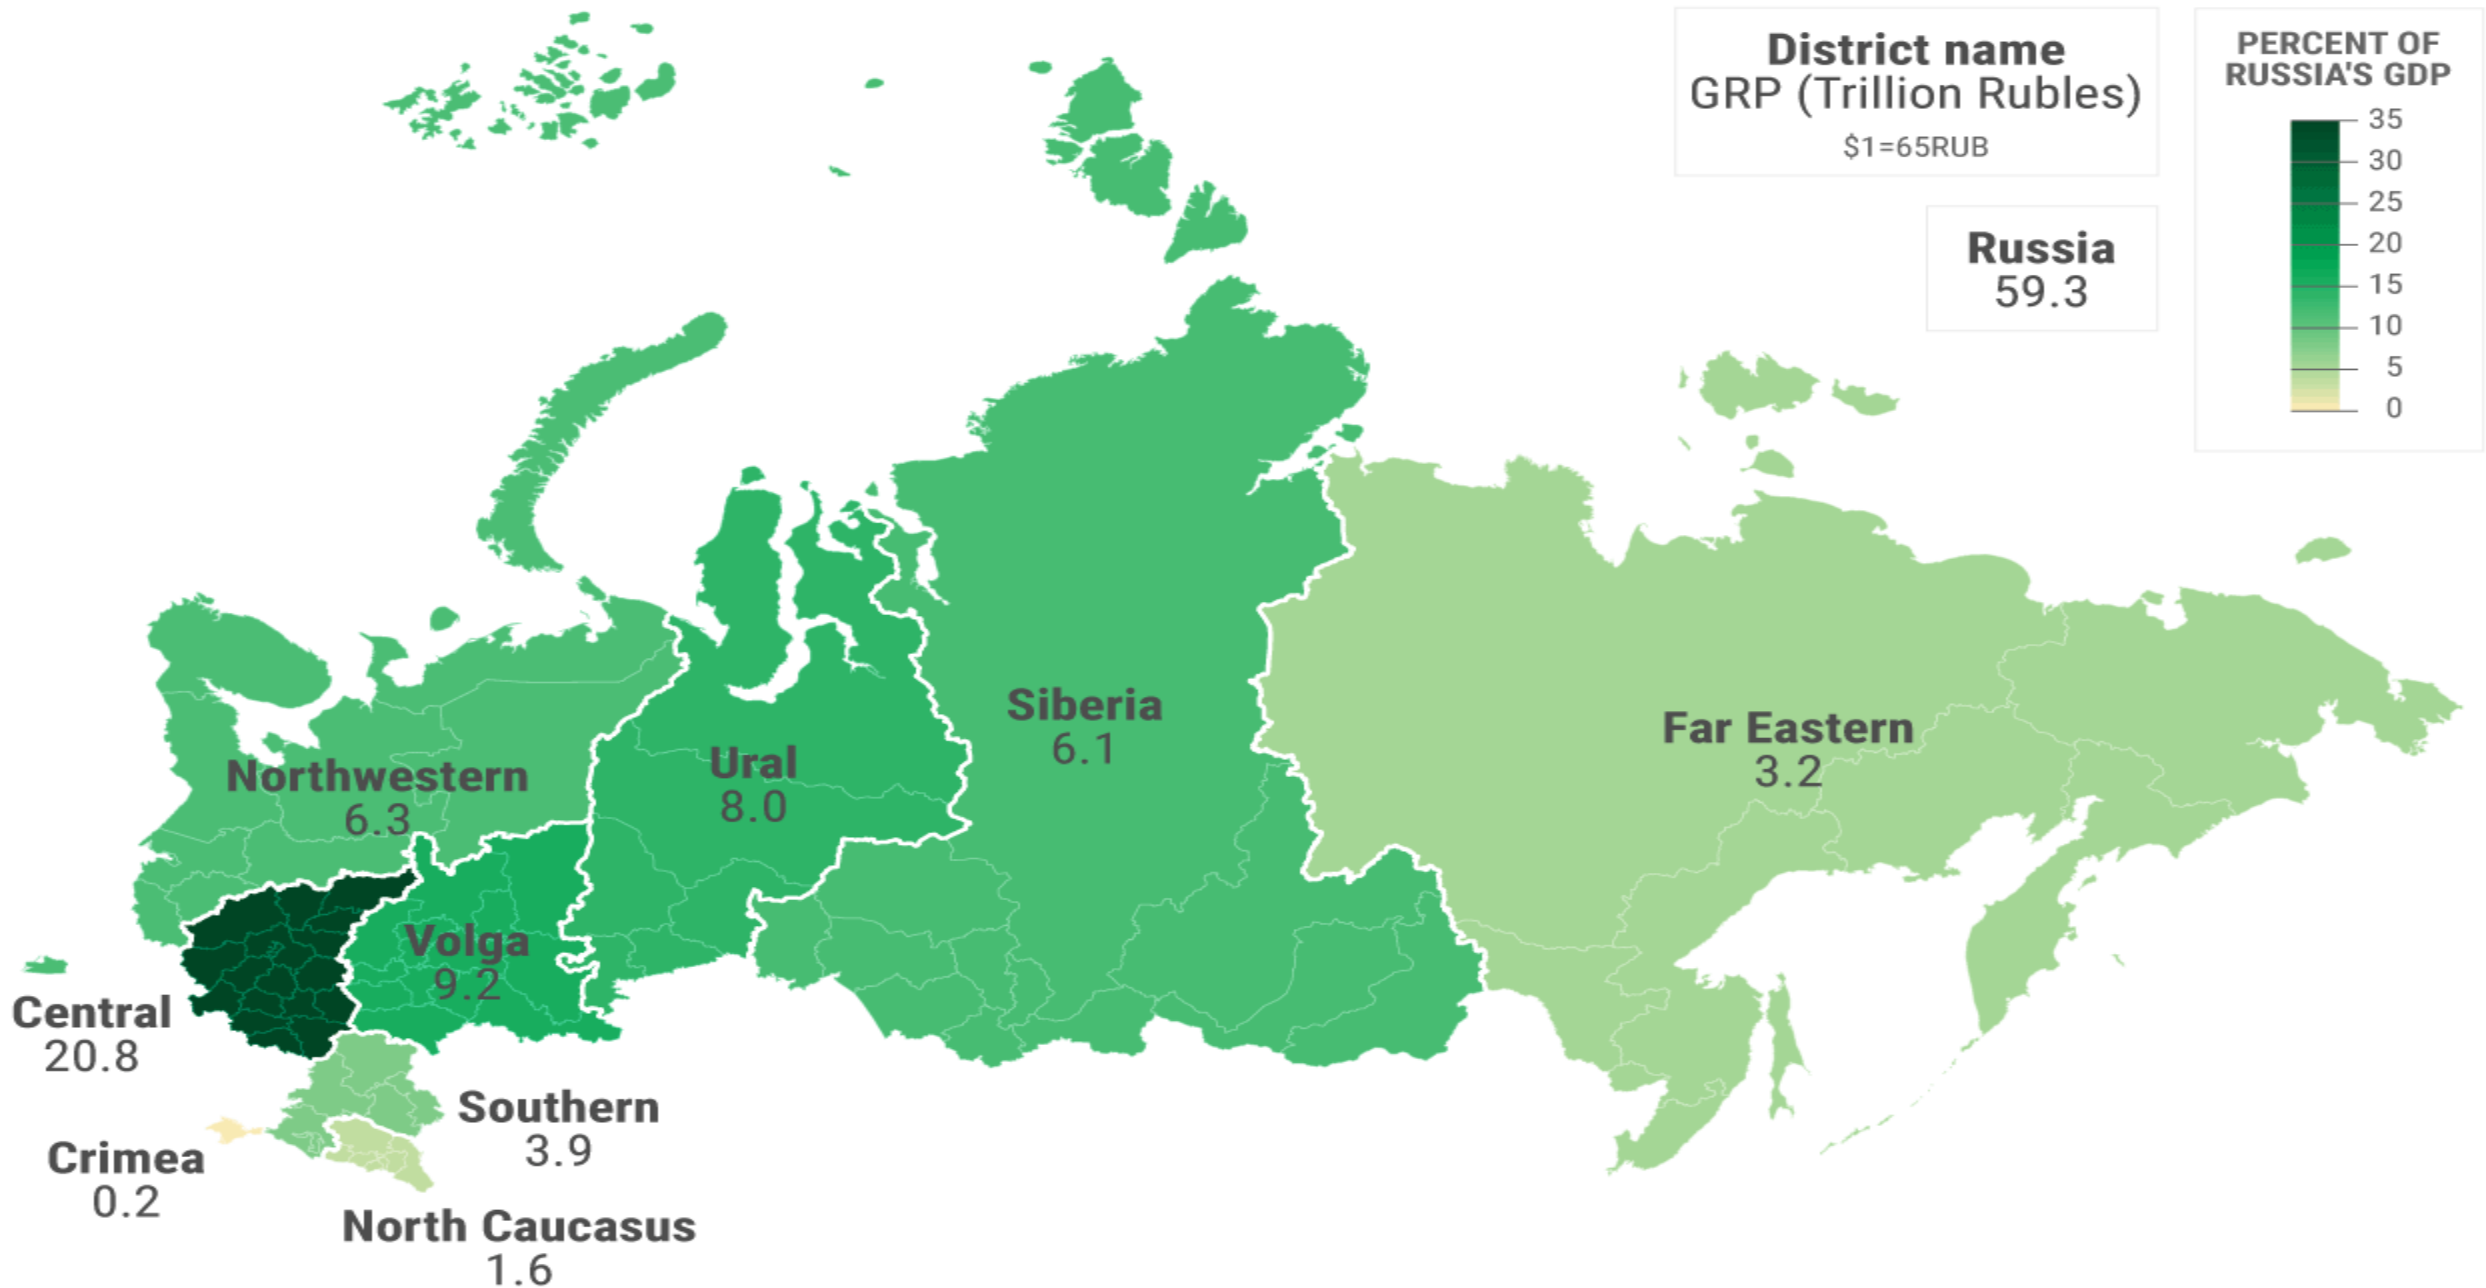 District name
GRP (Trillion Rubles)
$1=65RUB
PERCENT OF
RUSSIA'S GDP
35
30
25
20
15
10
5
0
Russia
59.3
Siberia
6.1
Far Eastern
3.2
Ural
8.0
Northwestern
6.3
Volga
9.2
Central
20.8
Southern
3.9
Crimea
0.2
North Caucasus
1.6